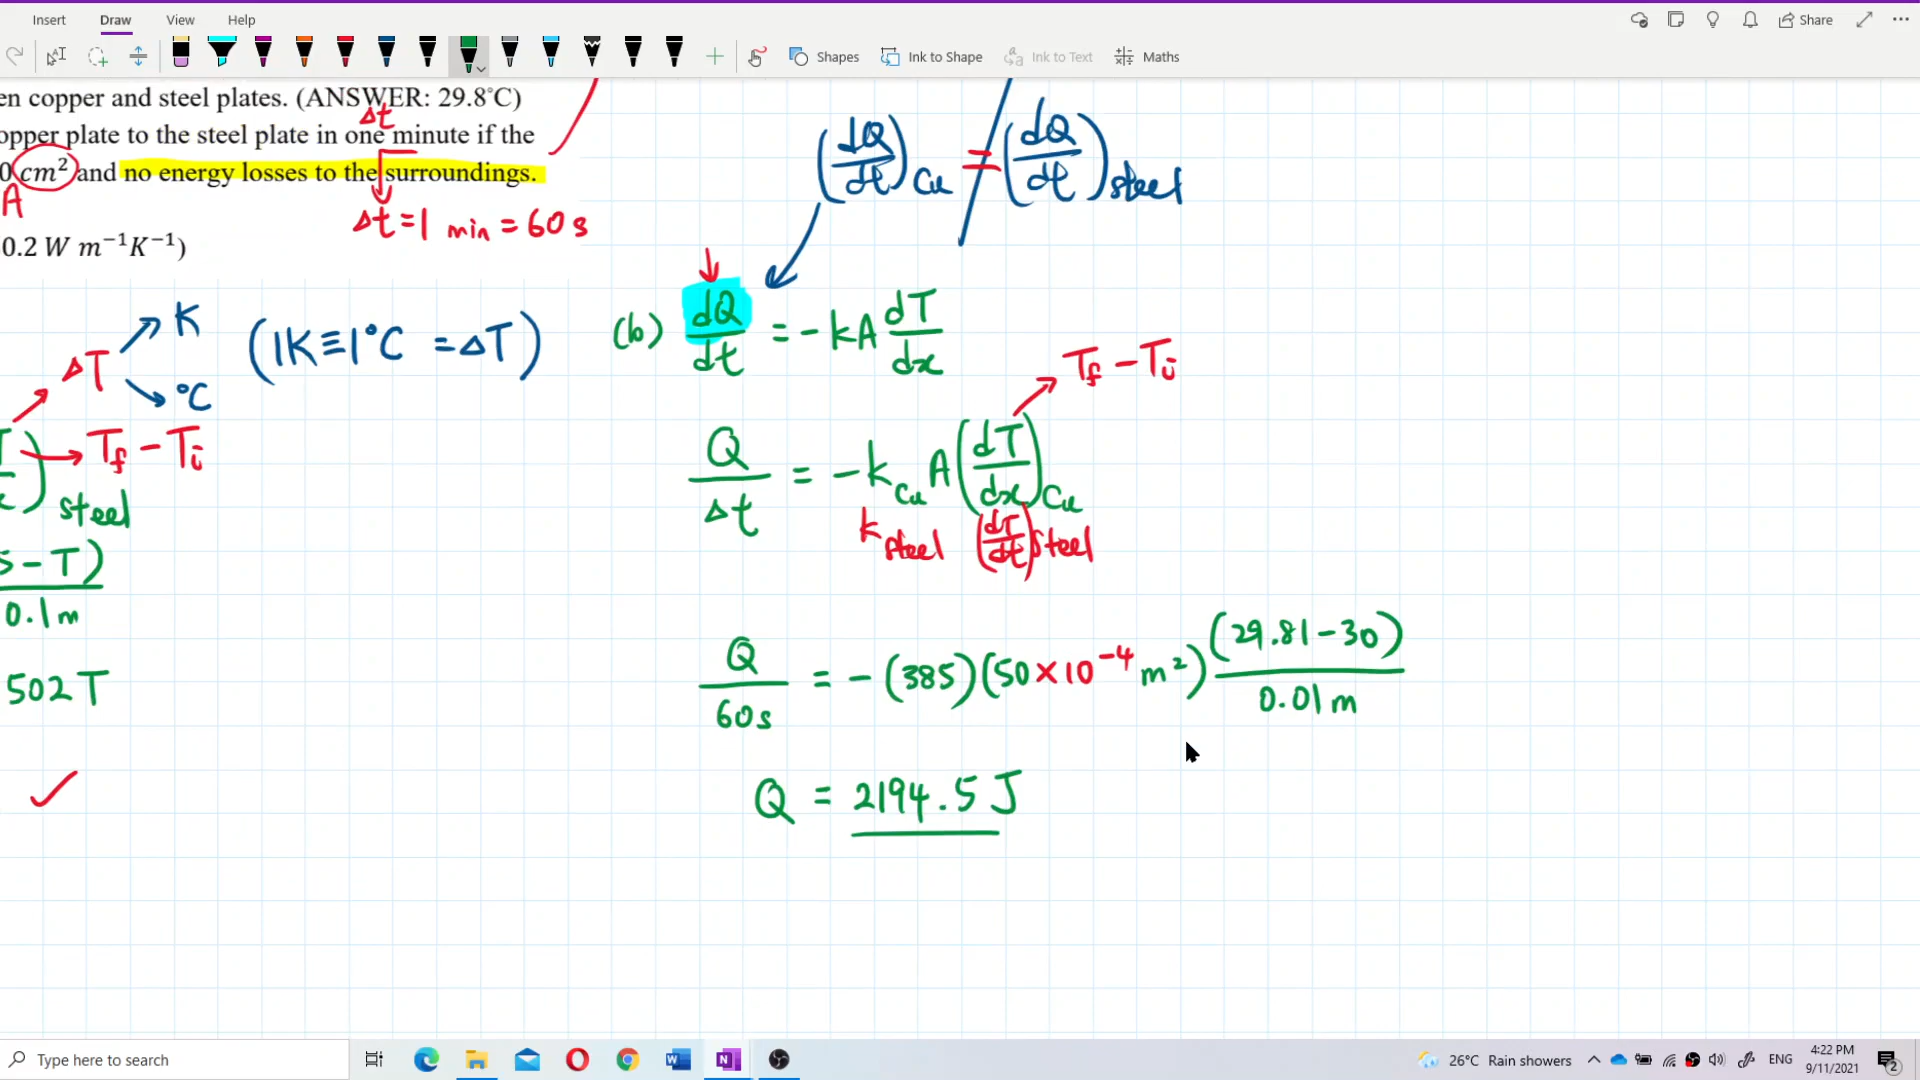 Insert Draw View Help
Share
Shapes Ink to Shape Ink to Text Maths
en copper and steel plates. (ANSWER: 29.8°C)
Δt
opper plate to the steel plate in one minute if the
0 cm² and no energy losses to the surroundings.
A
Δt = 1 min = 60 s
0.2 W m⁻¹K⁻¹)
(dQ/dt)Cu = (dQ/dt)steel
(b) dQ/dt = -kA dT/dx
K
ΔT
°C
(1K ≡ 1°C = ΔT)
Tf - Ti
Tf - Ti
steel
Q/Δt = -kCu A (dT/dx)Cu
ksteel (dT/dt)steel
S - T)
0.1 m
Q/60s = -(385)(50 × 10⁻⁴ m²) (29.81 - 30)/0.01 m
502 T
Q = 2194.5 J
Type here to search
26°C Rain showers
ENG
4:22 PM
9/11/2021
2